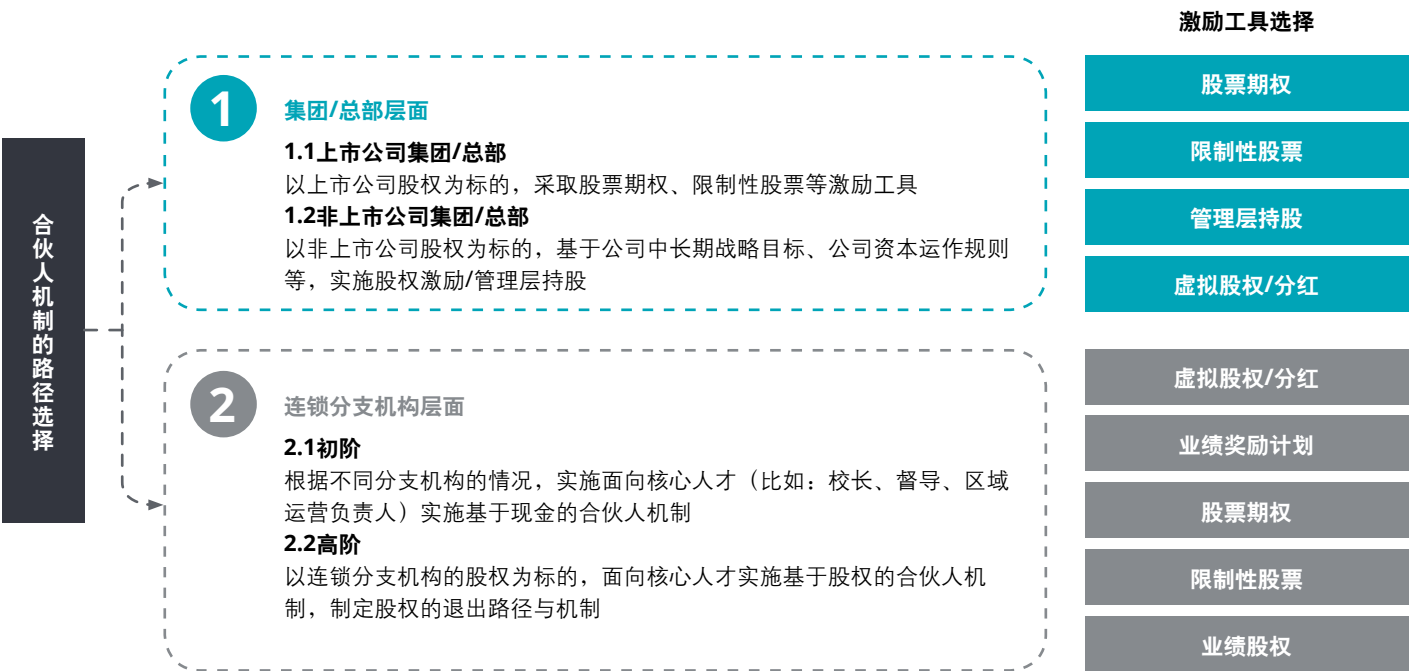 激励工具选择
合伙人机制的路径选择
1
集团/总部层面
1.1上市公司集团/总部
以上市公司股权为标的，采取股票期权、限制性股票等激励工具
1.2非上市公司集团/总部
以非上市公司股权为标的，基于公司中长期战略目标、公司资本运作规则
等，实施股权激励/管理层持股
股票期权
限制性股票
管理层持股
虚拟股权/分红
2
连锁分支机构层面
2.1初阶
根据不同分支机构的情况，实施面向核心人才（比如：校长、督导、区域
运营负责人）实施基于现金的合伙人机制
2.2高阶
以连锁分支机构的股权为标的，面向核心人才实施基于股权的合伙人机
制，制定股权的退出路径与机制
虚拟股权/分红
业绩奖励计划
股票期权
限制性股票
业绩股权